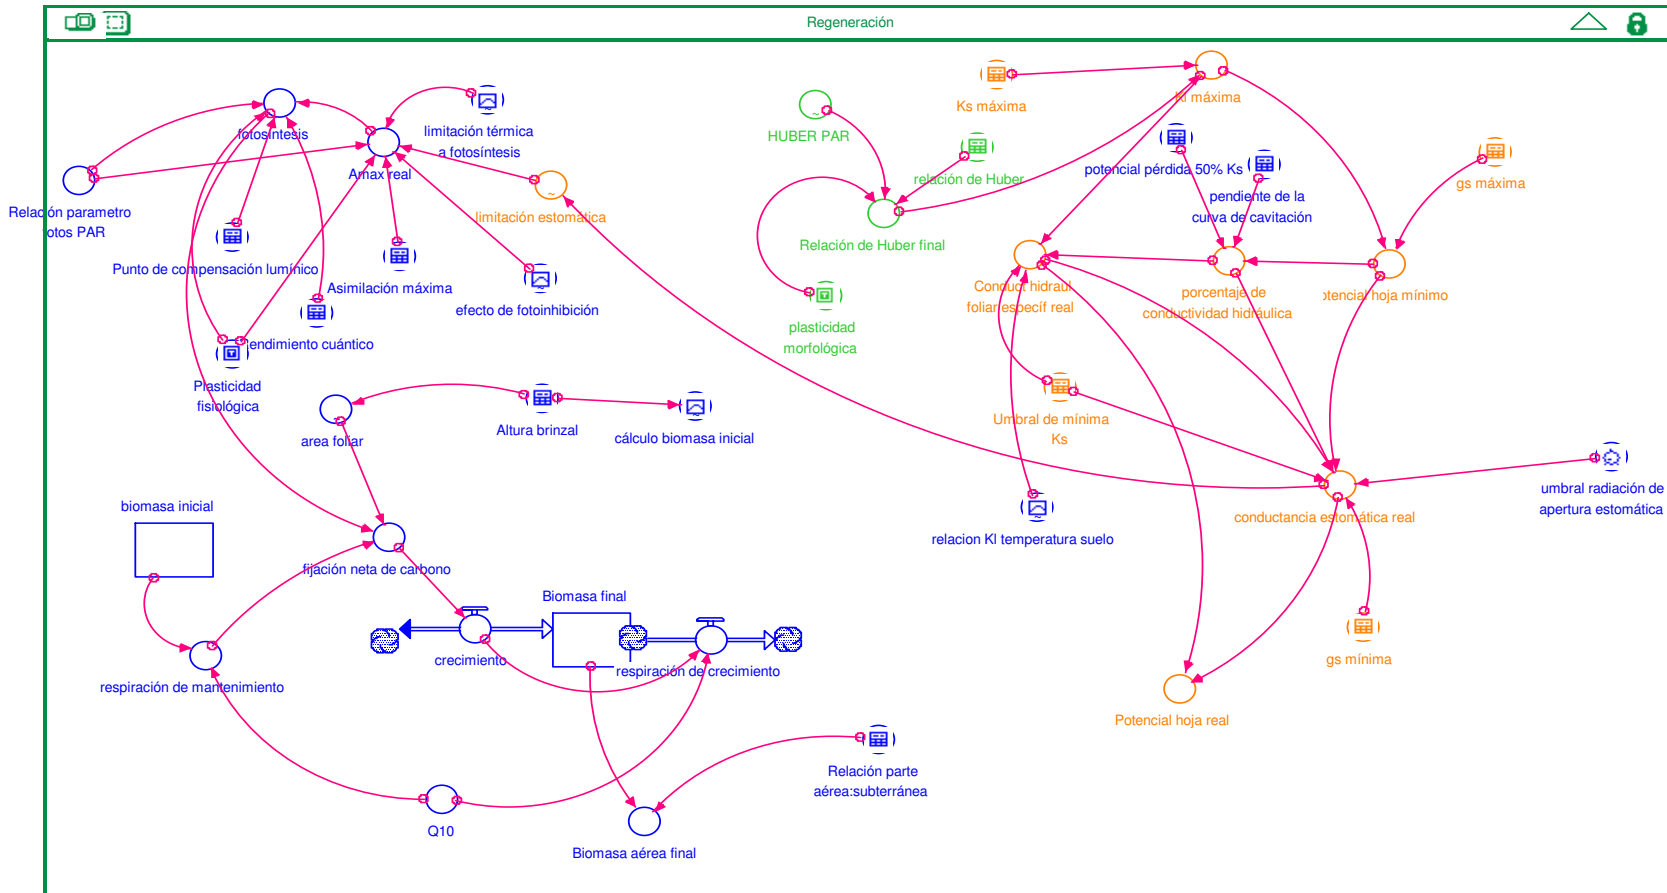 Regeneración
fotosíntesis
limitación térmica
a fotosíntesis
Amax real
Relación parametro
fotos PAR
limitación estomática
Punto de compensación lumínico
Asimilación máxima
efecto de fotoinhibición
endimiento cuántico
Plasticidad
fisiológica
area foliar
Altura brinzal
cálculo biomasa inicial
biomasa inicial
fijación neta de carbono
Biomasa final
crecimiento
respiración de crecimiento
respiración de mantenimiento
Q10
Relación parte
aérea:subterránea
Biomasa aérea final
HUBER PAR
relación de Huber
Relación de Huber final
plasticidad
morfológica
Ks máxima
Kl máxima
potencial pérdida 50% Ks
pendiente de la
curva de cavitación
gs máxima
Conduct hidraul
foliar específ real
porcentaje de
conductividad hidráulica
otencial hoja mínimo
Umbral de mínima
Ks
relacion Kl temperatura suelo
conductancia estomática real
umbral radiación de
apertura estomática
gs mínima
Potencial hoja real